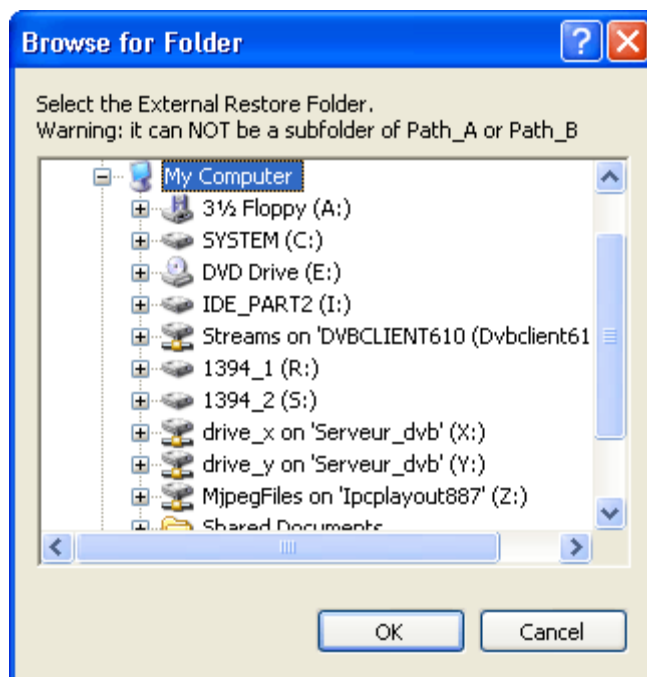 Browse for Folder
Select the External Restore Folder.
Warning: it can NOT be a subfolder of Path_A or Path_B
My Computer
3½ Floppy (A:)
SYSTEM (C:)
DVD Drive (E:)
IDE_PART2 (I:)
Streams on 'DVBCLIENT610 (Dvbclient61
1394_1 (R:)
1394_2 (S:)
drive_x on 'Serveur_dvb' (X:)
drive_y on 'Serveur_dvb' (Y:)
MjpegFiles on 'Ipcplayout887' (Z:)
Shared Documents
OK
Cancel